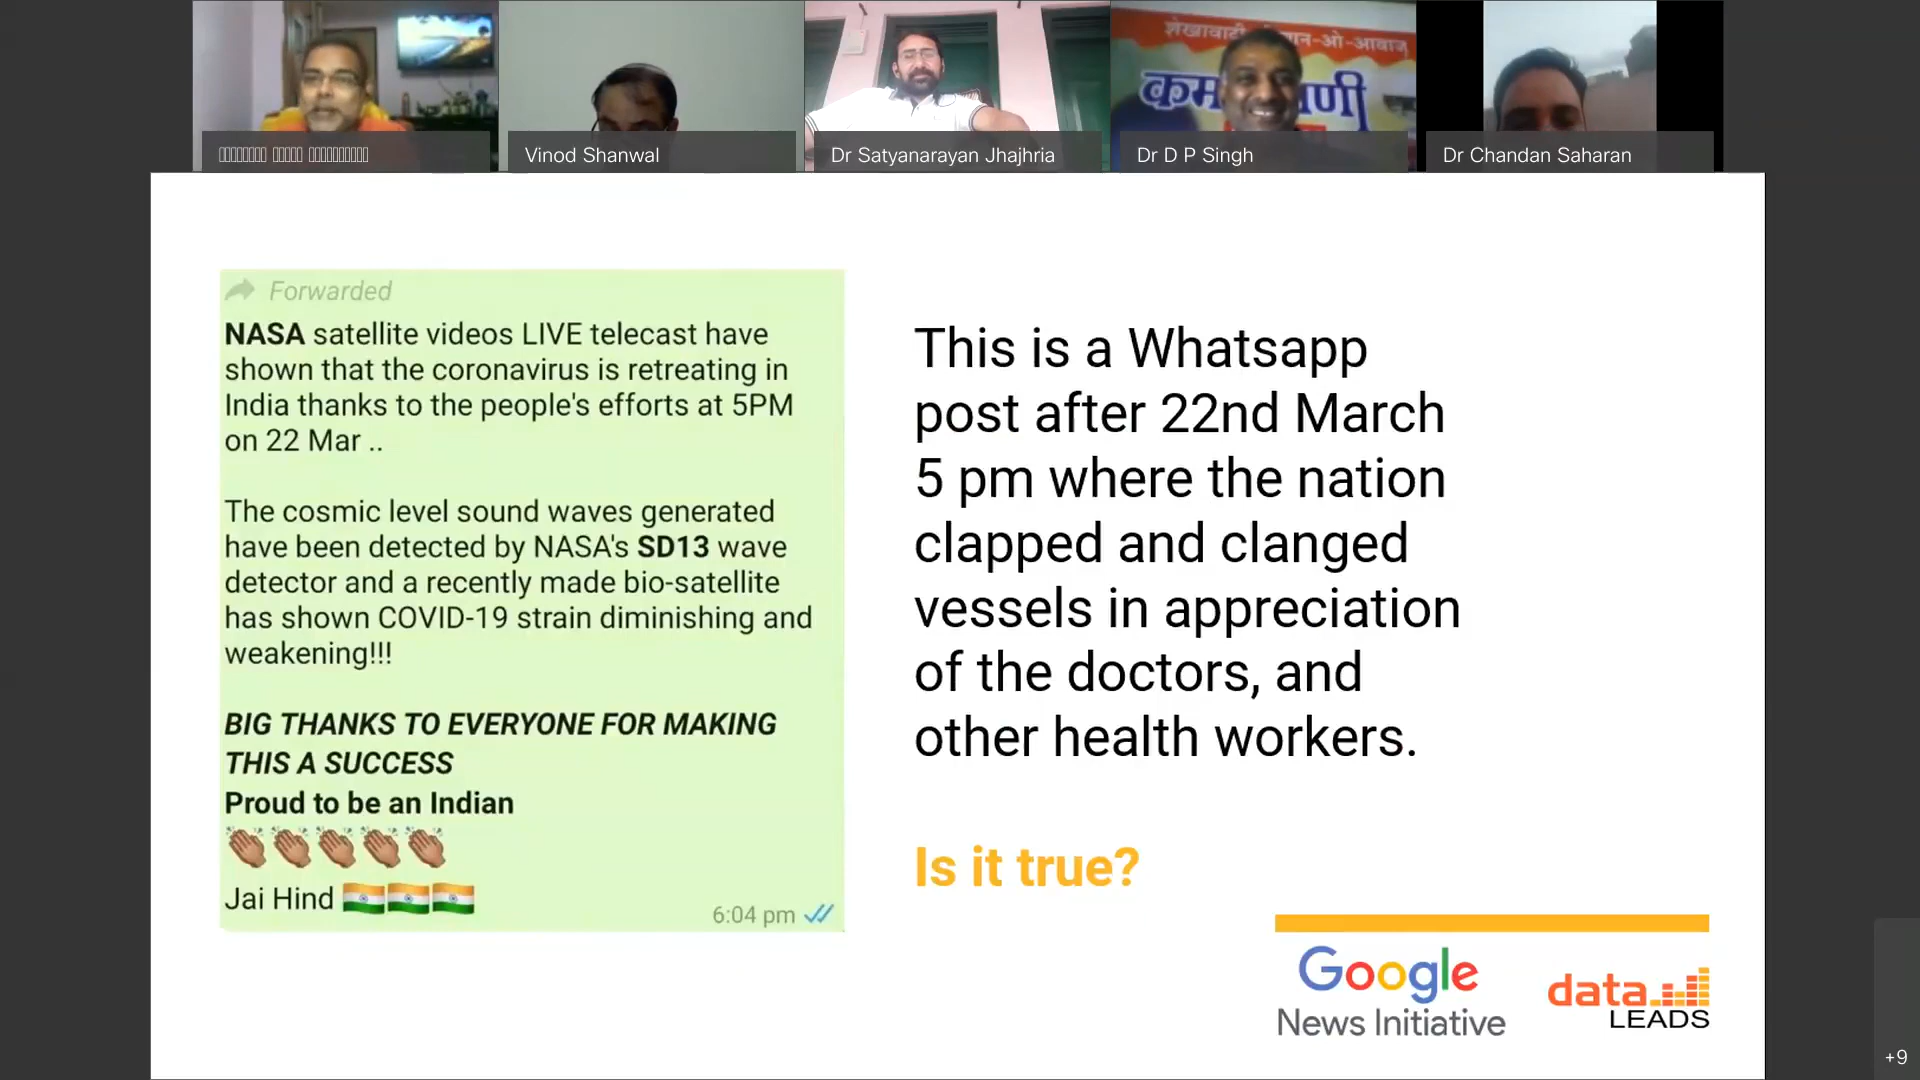 शेखावाटी
न-ओ-आवाज
Vinod Shanwal
Dr Satyanarayan Jhajhria
Dr D P Singh
Dr Chandan Saharan
Forwarded
NASA satellite videos LIVE telecast have
shown that the coronavirus is retreating in
India thanks to the people's efforts at 5PM
on 22 Mar ..
The cosmic level sound waves generated
have been detected by NASA's SD13 wave
detector and a recently made bio-satellite
has shown COVID-19 strain diminishing and
weakening!!!
BIG THANKS TO EVERYONE FOR MAKING
THIS A SUCCESS
Proud to be an Indian
👏🏽👏🏽👏🏽👏🏽👏🏽
Jai Hind 🇮🇳🇮🇳🇮🇳
6:04 pm
This is a Whatsapp
post after 22nd March
5 pm where the nation
clapped and clanged
vessels in appreciation
of the doctors, and
other health workers.
Is it true?
Google
News Initiative
data
LEADS
+9